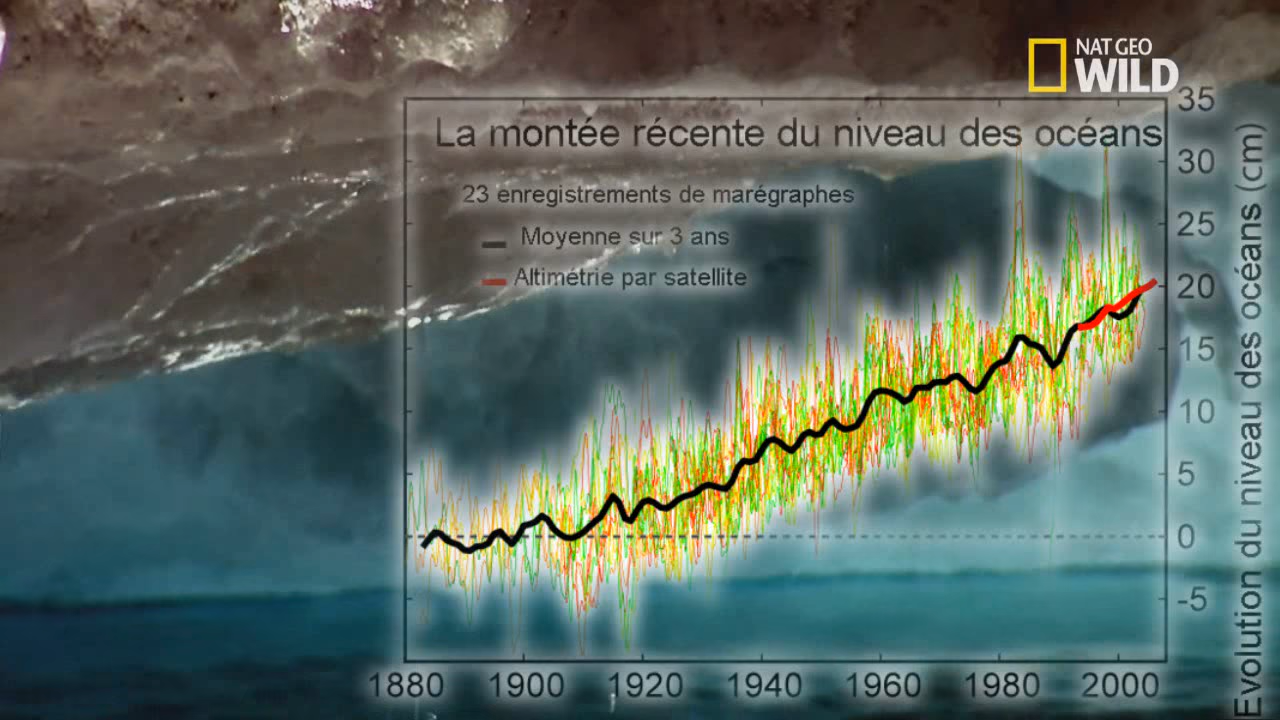 NAT GEO
WILD
La montée récente du niveau des océans
23 enregistrements de marégraphes
Moyenne sur 3 ans
Altimétrie par satellite
35
30
25
20
15
10
5
0
-5
Evolution du niveau des océans (cm)
1880 1900 1920 1940 1960 1980 2000